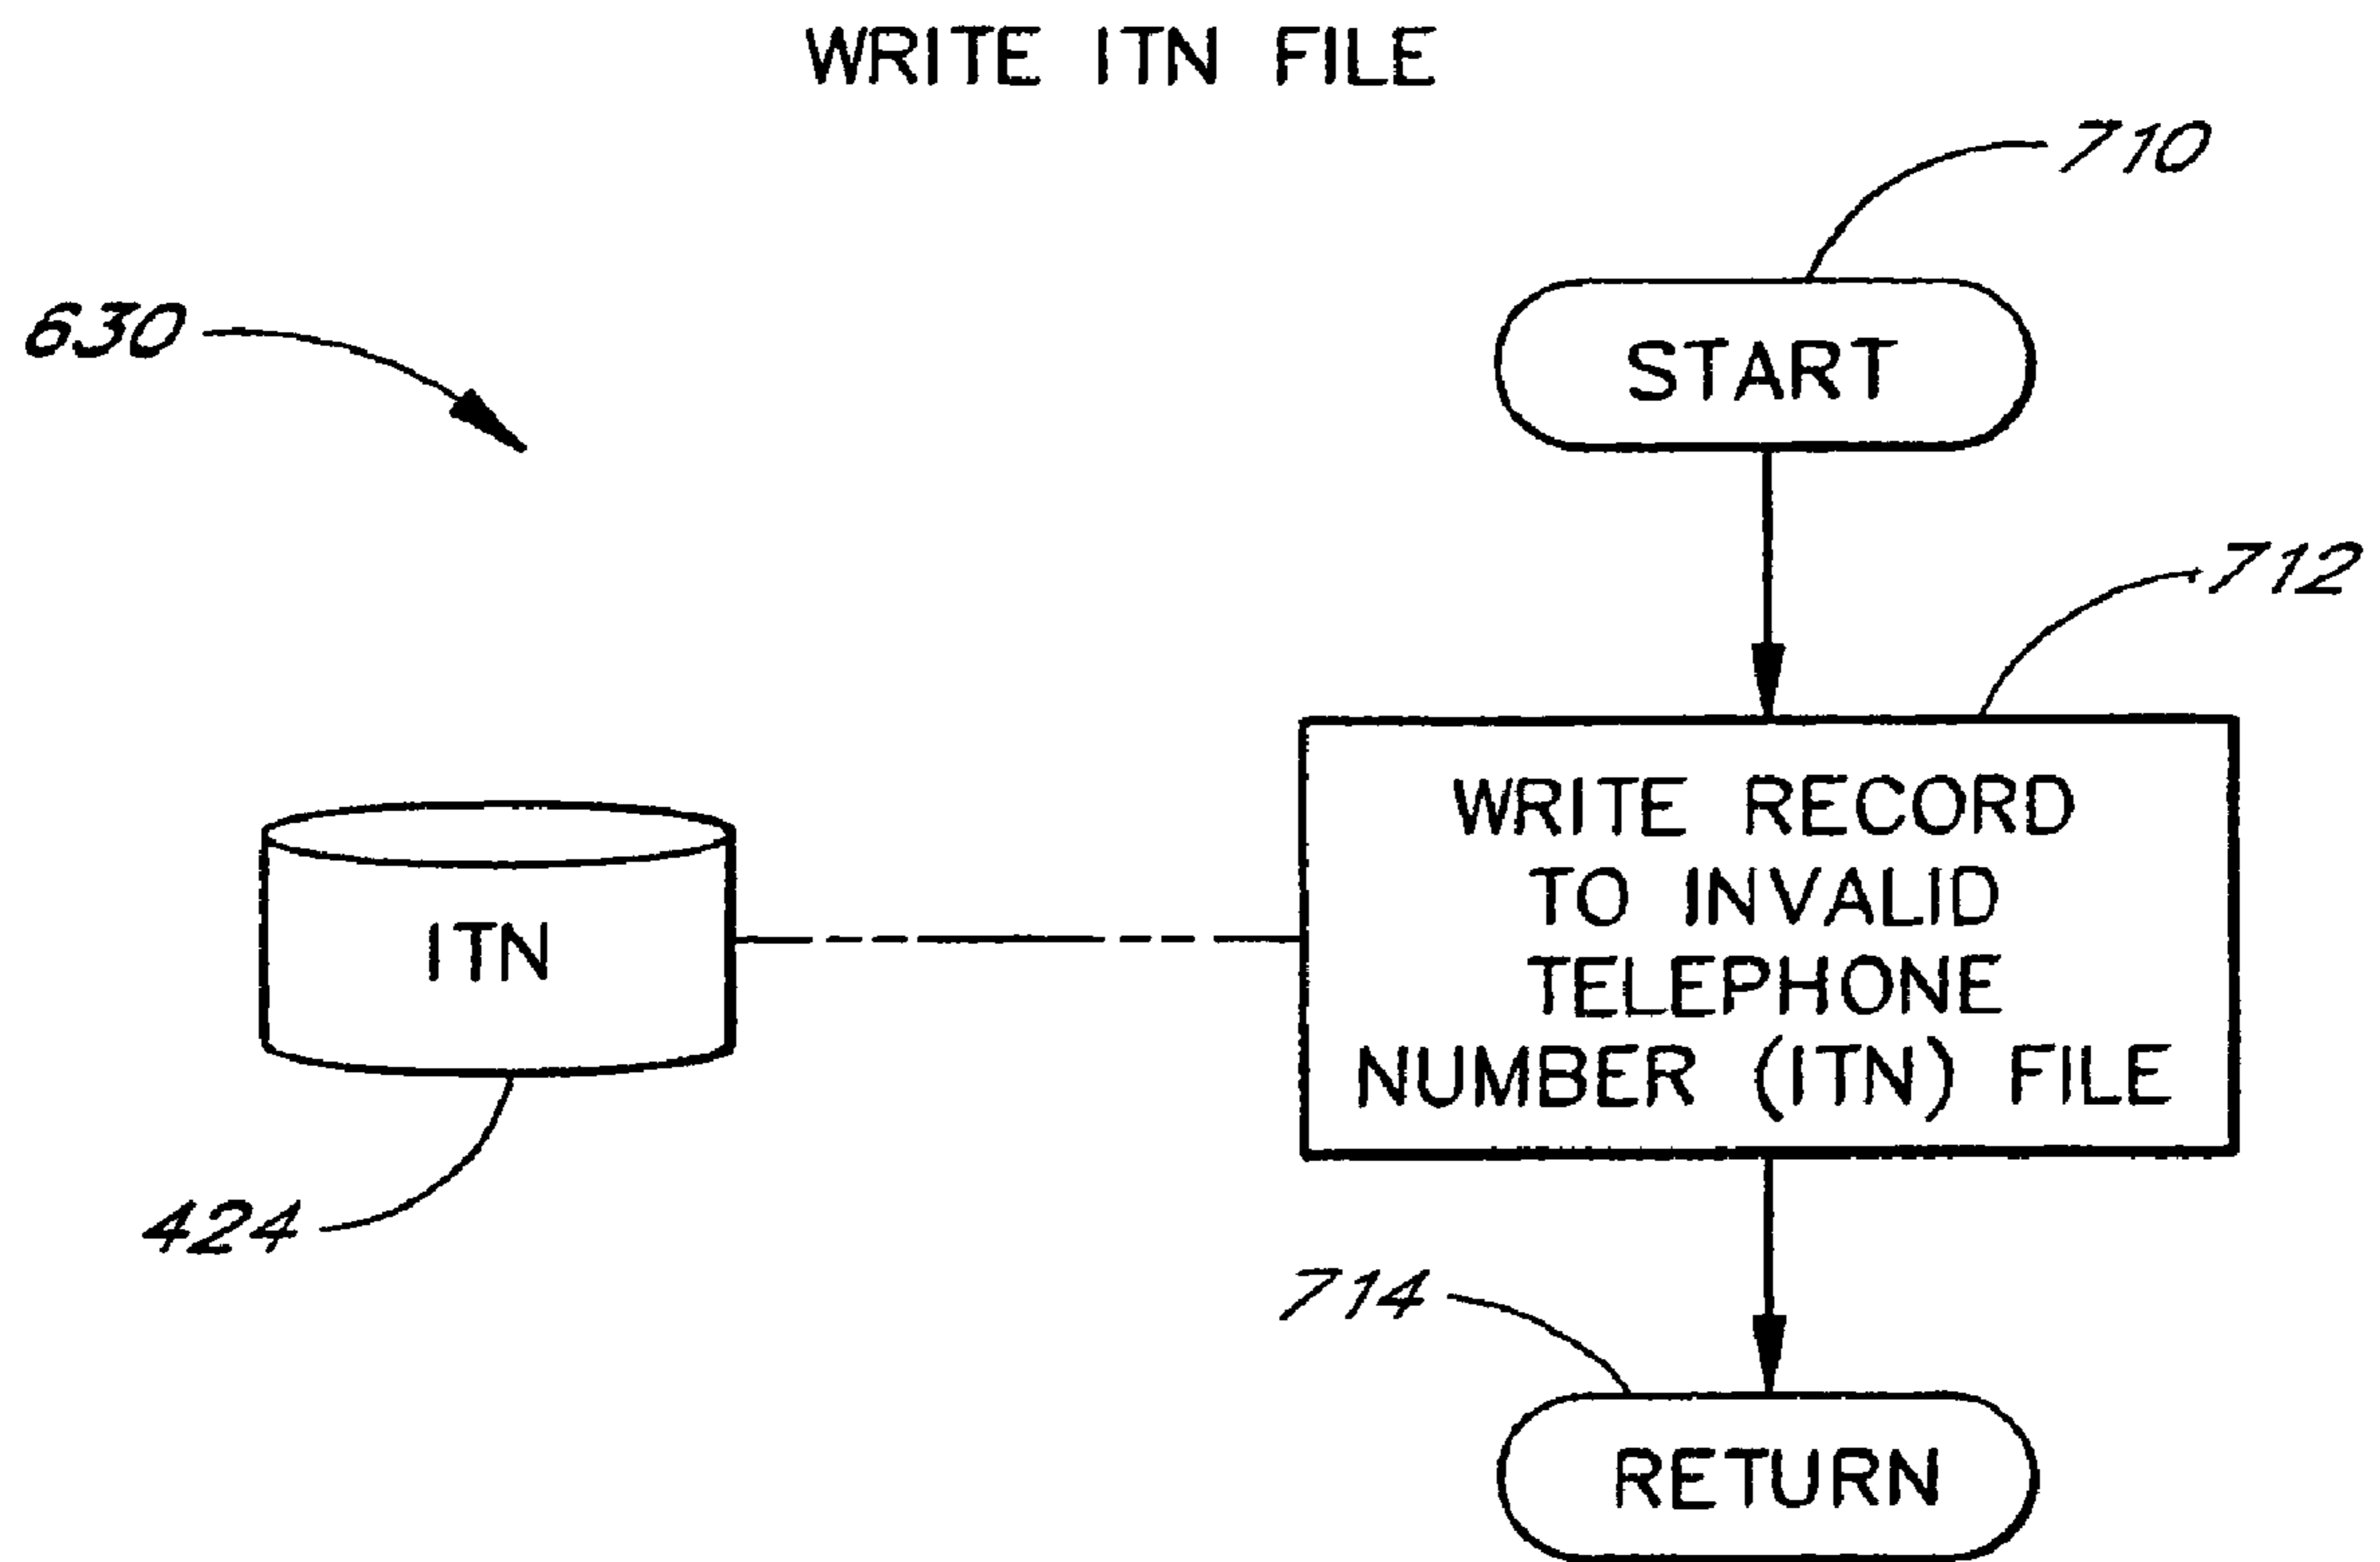 WRITE ITN FILE
710
630
START
712
WRITE RECORD
TO INVALID
TELEPHONE
NUMBER (ITN) FILE
ITN
424
714
RETURN